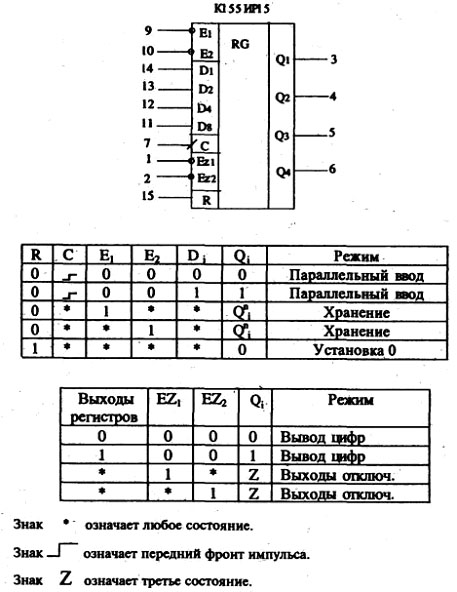 К155ИР15
9 E1 RG
10 E2 Q1 3
14 D1
13 D2 Q2 4
12 D4
11 D8 Q3 5
7 C
1 Ez1 Q4 6
2 Ez2
15 R
R C E1 E2 Di Qi Режим
0 0 0 0 0 Параллельный ввод
0 0 0 1 1 Параллельный ввод
0 * 1 * * Qni Хранение
0 * * 1 * Qni Хранение
1 * * * * 0 Установка 0
Выходы регистров EZ1 EZ2 Qi Режим
0 0 0 0 Вывод цифр
1 0 0 1 Вывод цифр
* 1 * Z Выходы отключ.
* * 1 Z Выходы отключ.
Знак * означает любое состояние.
Знак означает передний фронт импульса.
Знак Z означает третье состояние.